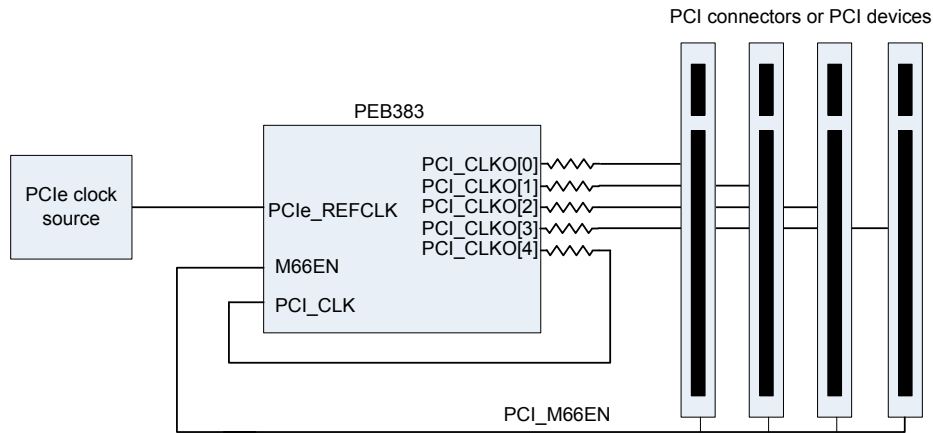 PCI connectors or PCI devices
PEB383
PCIe clock
source
PCIe_REFCLK
M66EN
PCI_CLK
PCI_CLKO[0]
PCI_CLKO[1]
PCI_CLKO[2]
PCI_CLKO[3]
PCI_CLKO[4]
PCI_M66EN